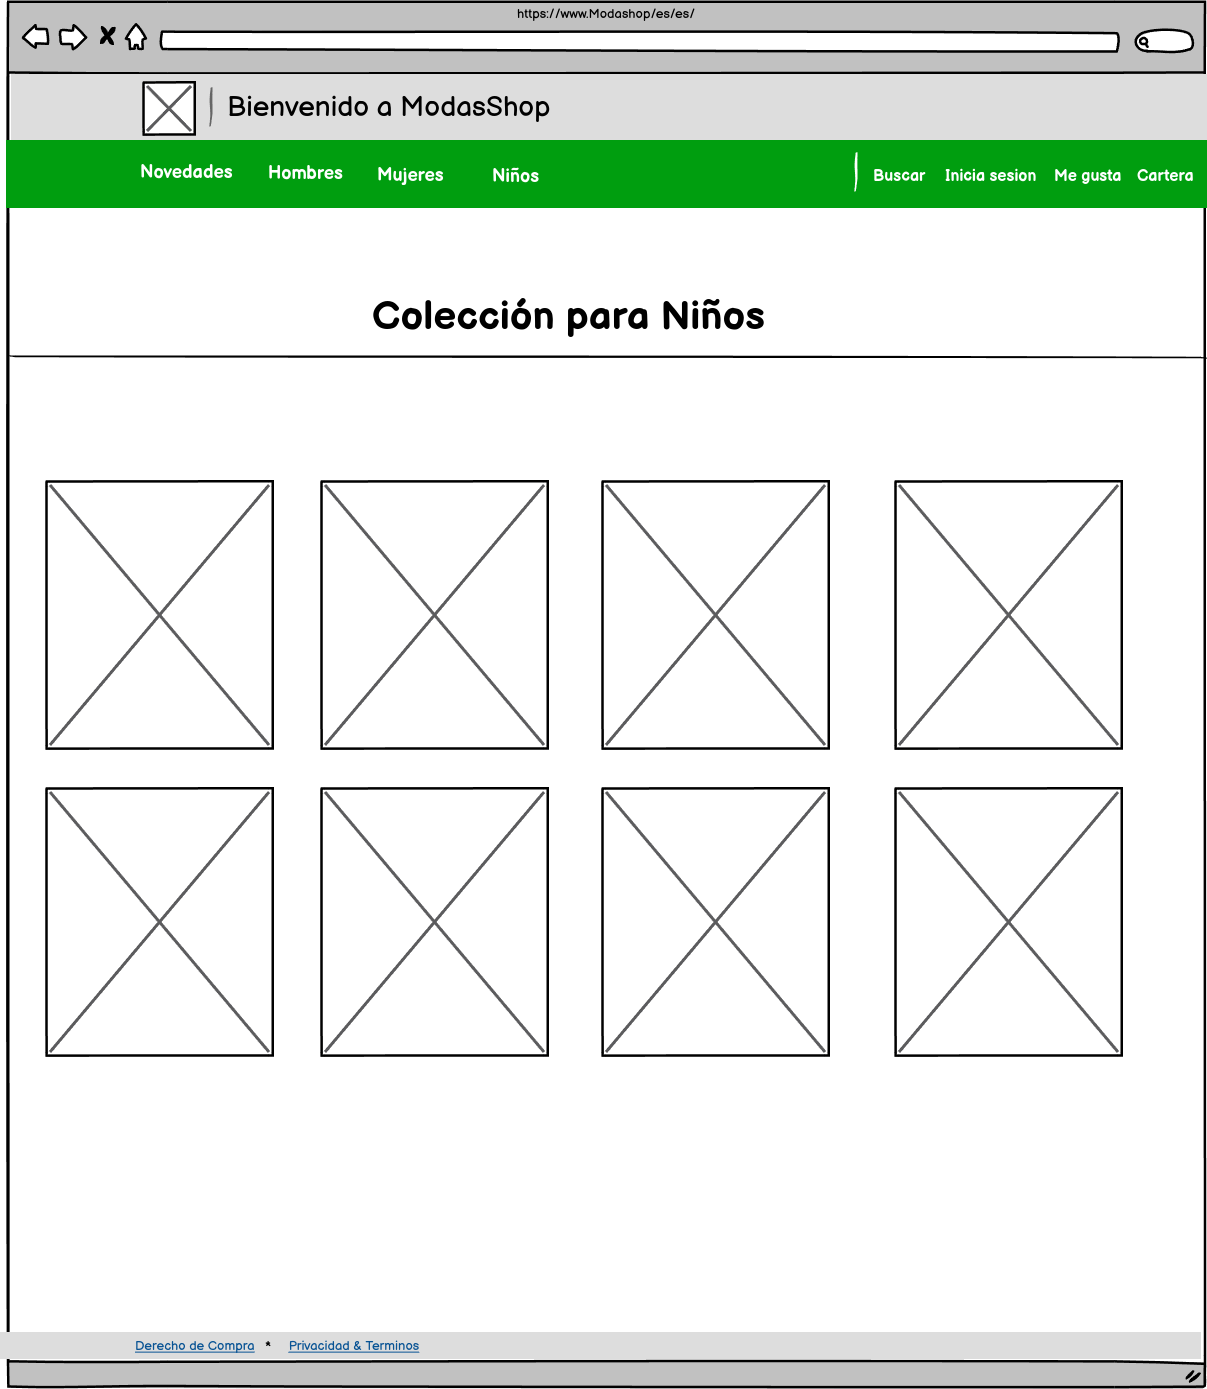 https://www.Modashop/es/es/
Bienvenido a ModasShop
Novedades Hombres Mujeres Niños Buscar Inicia sesion Me gusta Cartera
Colección para Niños
Derecho de Compra * Privacidad & Terminos